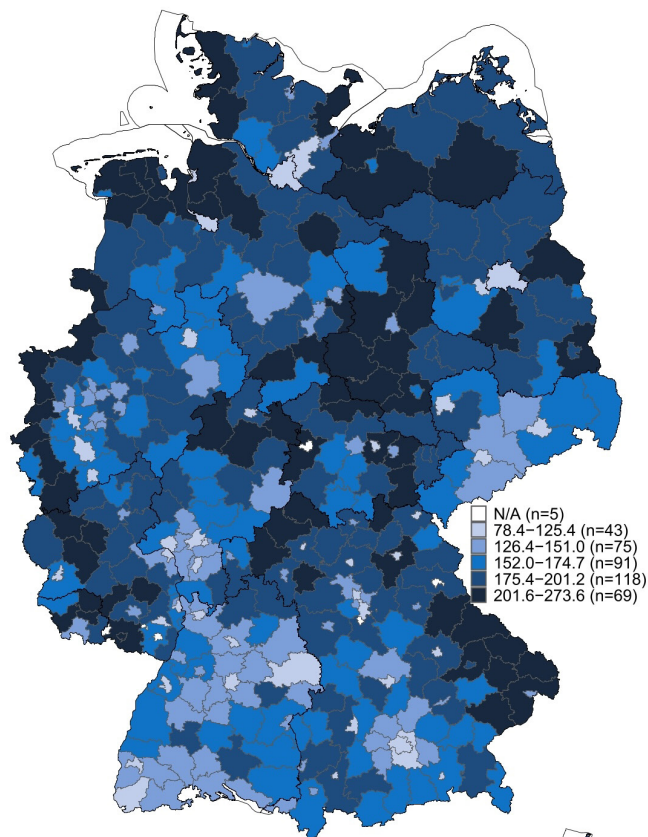 N/A (n=5)
78.4−125.4 (n=43)
126.4−151.0 (n=75)
152.0−174.7 (n=91)
175.4−201.2 (n=118)
201.6−273.6 (n=69)